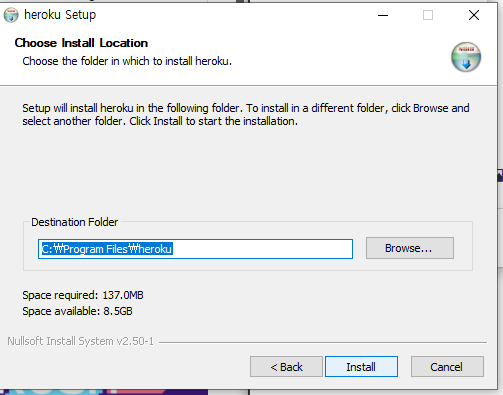 heroku Setup
Choose Install Location
Choose the folder in which to install heroku.
Setup will install heroku in the following folder. To install in a different folder, click Browse and
select another folder. Click Install to start the installation.
Destination Folder
C:₩Program Files₩heroku
Browse...
Space required: 137.0MB
Space available: 8.5GB
Nullsoft Install System v2.50-1
< Back
Install
Cancel